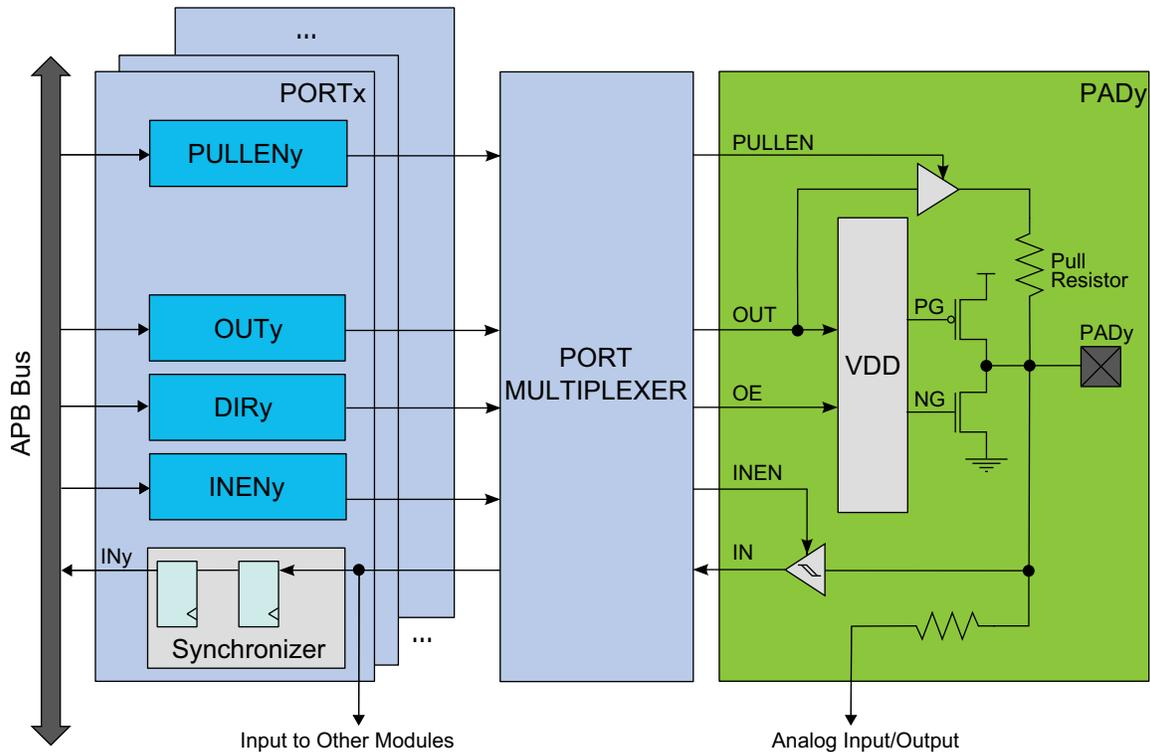 ...
PORTx
PADy
PULLENy
PULLEN
Pull
Resistor
OUTy
OUT
PG
PADy
APB Bus
PORT
MULTIPLEXER
VDD
DIRy
OE
NG
INENy
INEN
INy
IN
Synchronizer
...
Input to Other Modules
Analog Input/Output